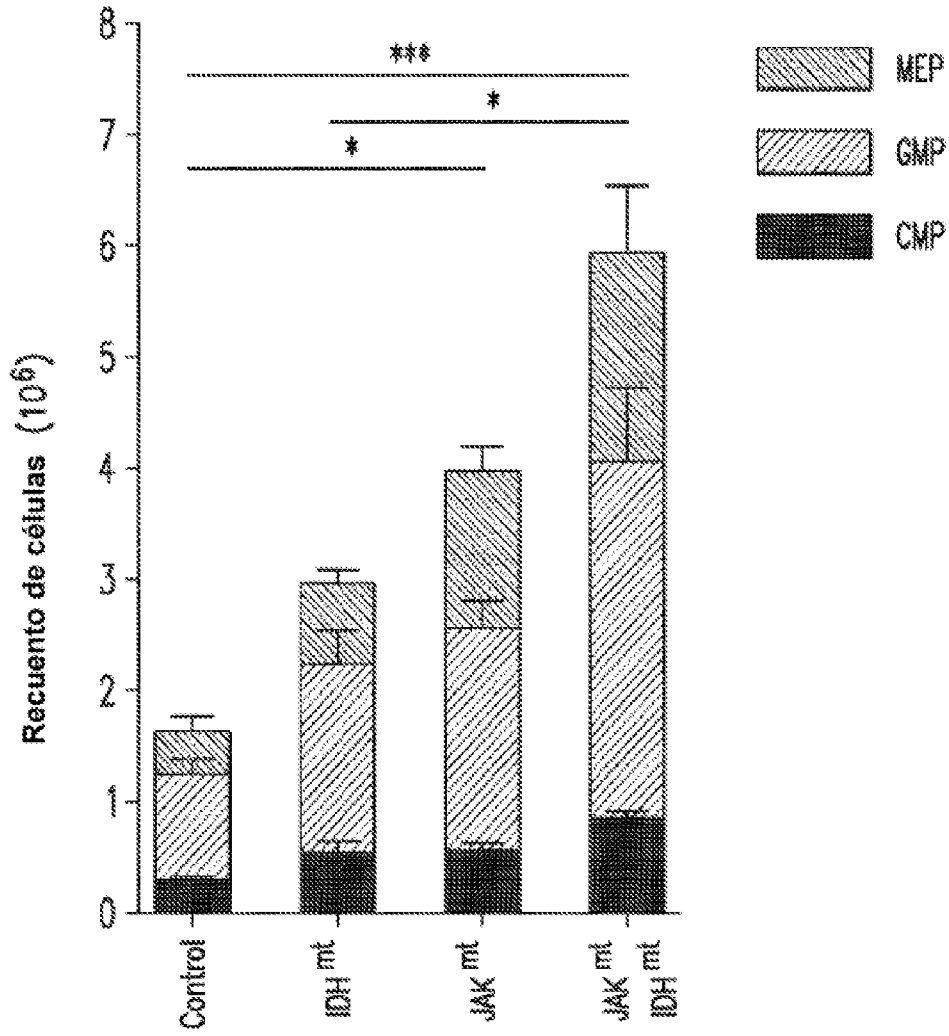 8
7
6
5
4
3
2
1
0
Recuento de células (10⁶)
***
*
*
MEP
GMP
CMP
Control
IDH mt
JAK mt
JAK mt
IDH mt